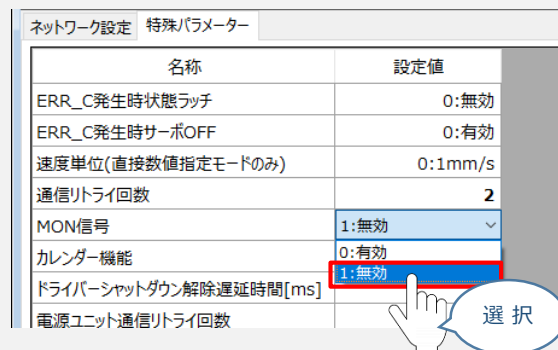 ネットワーク設定 特殊パラメーター
名称 設定値
ERR_C発生時状態ラッチ 0:無効
ERR_C発生時サーボOFF 0:有効
速度単位(直接数値指定モードのみ) 0:1mm/s
通信リトライ回数 2
MON信号 1:無効
カレンダー機能 0:有効
1:無効
ドライバーシャットダウン解除遅延時間[ms]
電源ユニット通信リトライ回数
選択